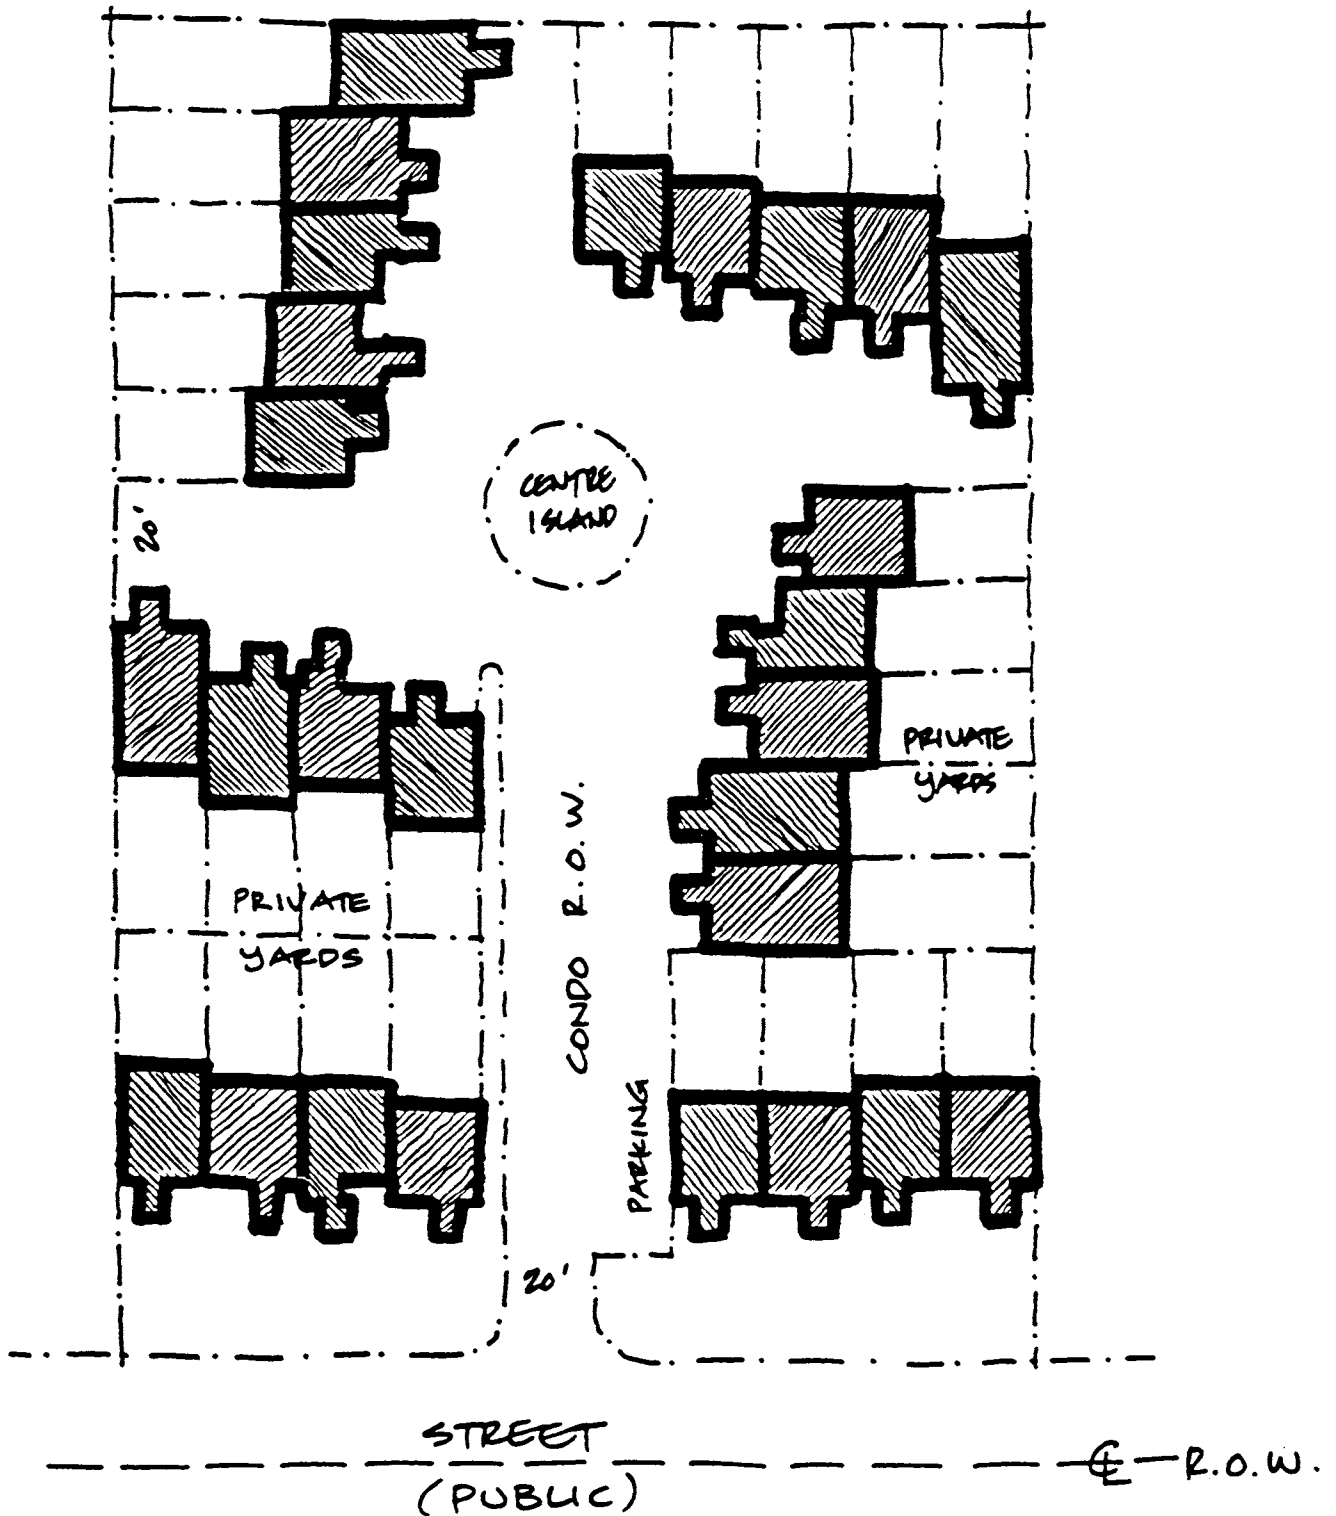 CENTRE
ISLAND
20'
PRIVATE
YARDS
CONDO R.O.W.
PRIVATE
YARDS
PARKING
20'
STREET
(PUBLIC)
℄ R.O.W.